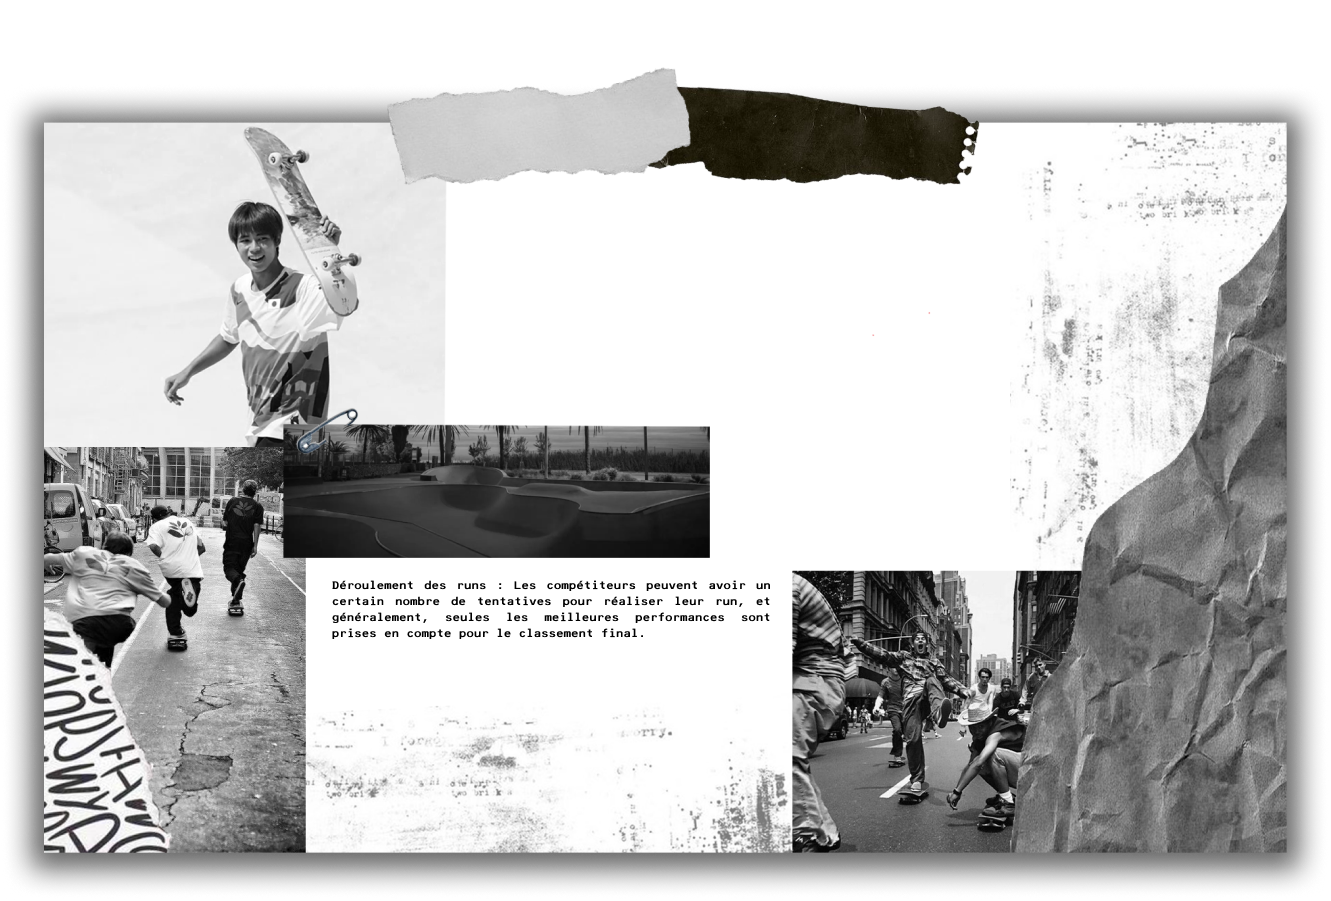 Déroulement des runs : Les compétiteurs peuvent avoir un
certain nombre de tentatives pour réaliser leur run, et
généralement, seules les meilleures performances sont
prises en compte pour le classement final.